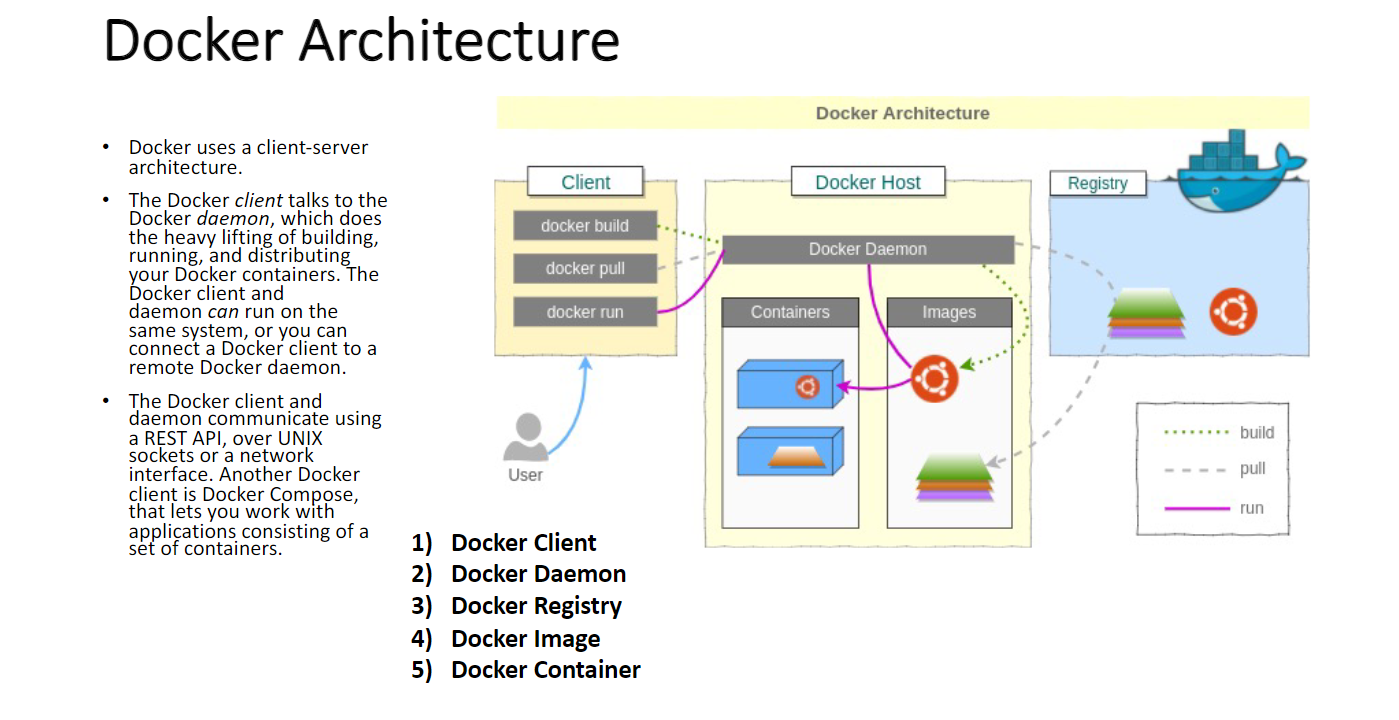 Docker Architecture
• Docker uses a client-server
architecture.
• The Docker client talks to the
Docker daemon, which does
the heavy lifting of building,
running, and distributing
your Docker containers. The
Docker client and
daemon can run on the
same system, or you can
connect a Docker client to a
remote Docker daemon.
• The Docker client and
daemon communicate using
a REST API, over UNIX
sockets or a network
interface. Another Docker
client is Docker Compose,
that lets you work with
applications consisting of a
set of containers.
Docker Architecture
Client
docker build
docker pull
docker run
User
Docker Host
Docker Daemon
Containers
Images
Registry
build
pull
run
1) Docker Client
2) Docker Daemon
3) Docker Registry
4) Docker Image
5) Docker Container